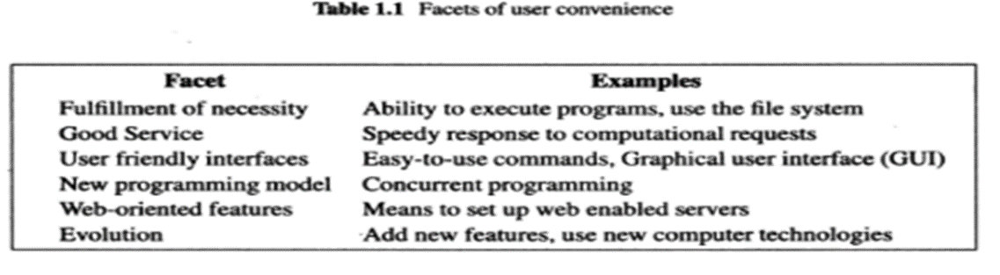 Table 1.1 Facets of user convenience
Facet Examples
Fulfillment of necessity Ability to execute programs, use the file system
Good Service Speedy response to computational requests
User friendly interfaces Easy-to-use commands, Graphical user interface (GUI)
New programming model Concurrent programming
Web-oriented features Means to set up web enabled servers
Evolution Add new features, use new computer technologies